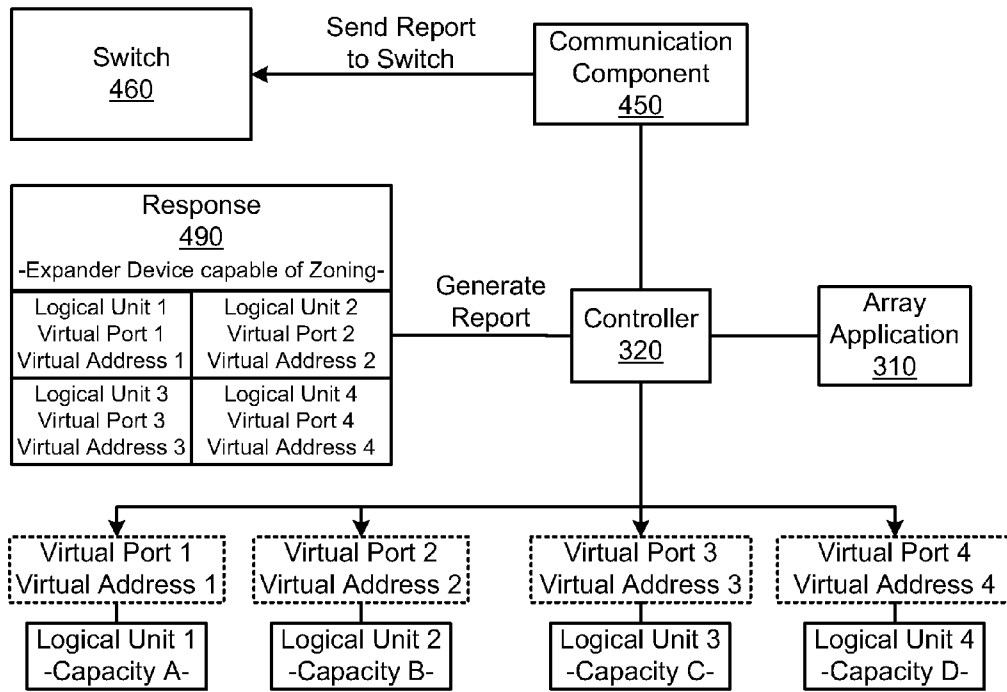 Switch
460
Send Report
to Switch
Communication
Component
450
Response
490
-Expander Device capable of Zoning-
Logical Unit 1
Virtual Port 1
Virtual Address 1
Logical Unit 2
Virtual Port 2
Virtual Address 2
Logical Unit 3
Virtual Port 3
Virtual Address 3
Logical Unit 4
Virtual Port 4
Virtual Address 4
Generate
Report
Controller
320
Array
Application
310
Virtual Port 1
Virtual Address 1
Virtual Port 2
Virtual Address 2
Virtual Port 3
Virtual Address 3
Virtual Port 4
Virtual Address 4
Logical Unit 1
-Capacity A-
Logical Unit 2
-Capacity B-
Logical Unit 3
-Capacity C-
Logical Unit 4
-Capacity D-